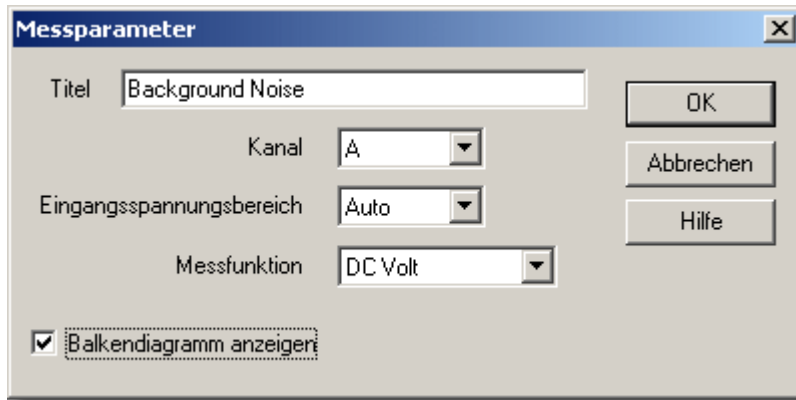 Messparameter
Titel Background Noise
OK
Kanal A
Abbrechen
Eingangsspannungsbereich Auto
Hilfe
Messfunktion DC Volt
Balkendiagramm anzeigen